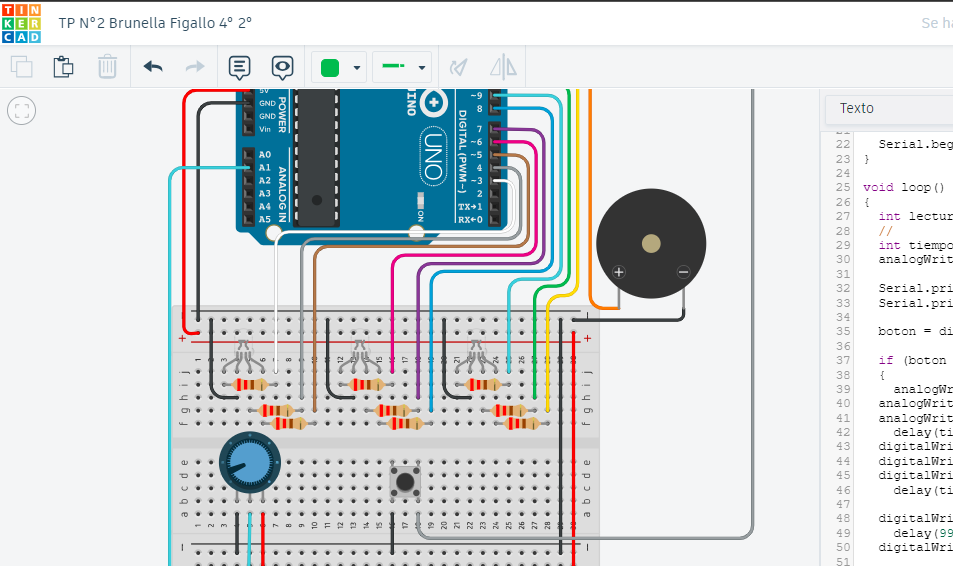 TIN
KER
CAD
TP N°2 Brunella Figallo 4° 2°
Se ha
Texto
5V
GND
GND
Vin
POWER
A0
A1
A2
A3
A4
A5
ANALOG IN
UNO
ON
DIGITAL (PWM~)
~9
8
7
~6
~5
4
~3
2
TX→1
RX←0
22 Serial.beg
23 }
24
25 void loop()
26 {
27 int lectur
28 //
29 int tiempo
30 analogWrit
31
32 Serial.pri
33 Serial.pri
34
35 boton = di
36
37 if (boton
38 {
39 analogWr
40 analogWrit
41 analogWrit
42 delay(ti
43 digitalWri
44 digitalWri
45 digitalWri
46 delay(ti
47
48 digitalWri
49 delay(99
50 digitalWri
51